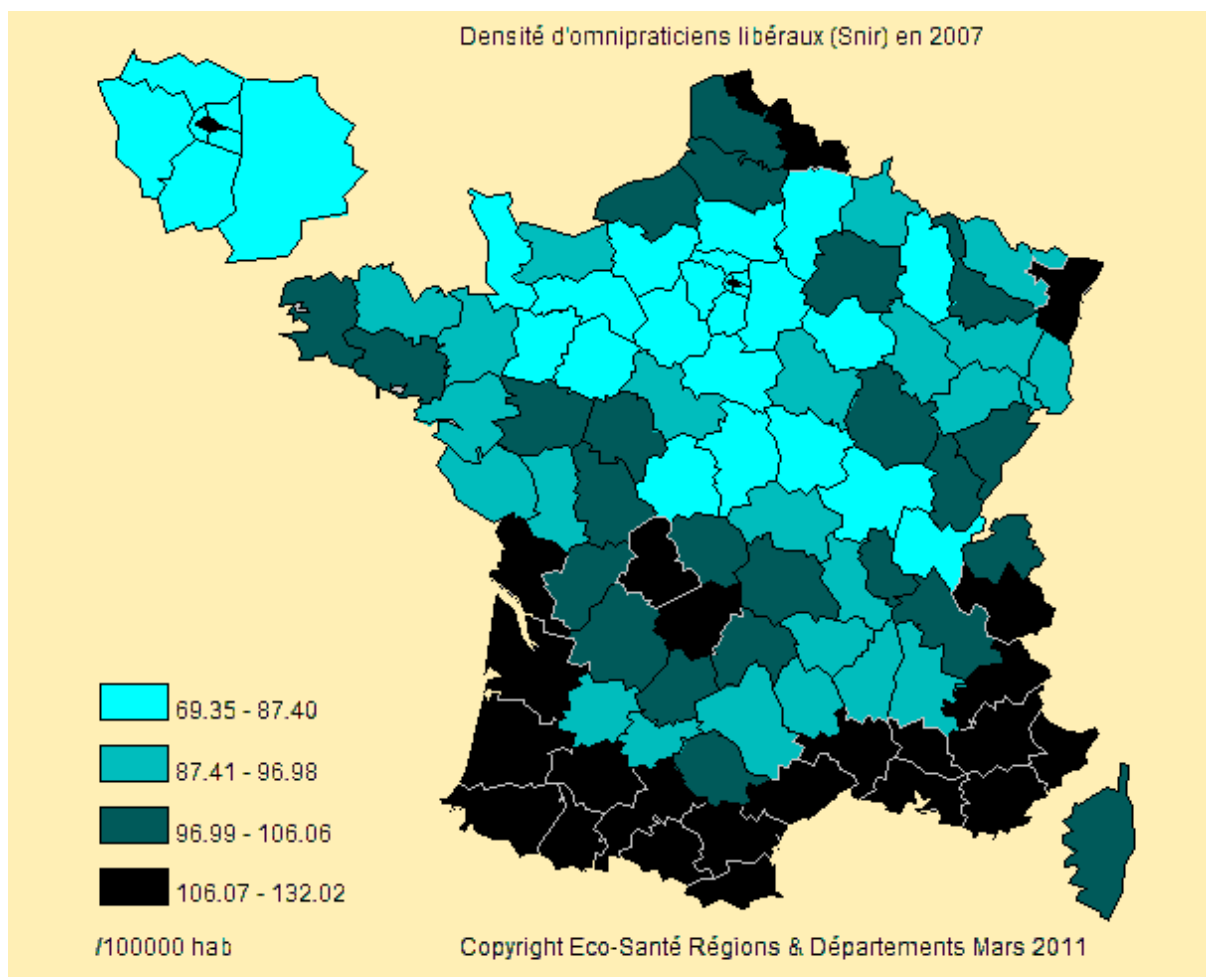 Densité d'omnipraticiens libéraux (Snir) en 2007
69.35 - 87.40
87.41 - 96.98
96.99 - 106.06
106.07 - 132.02
/100000 hab
Copyright Eco-Santé Régions & Départements Mars 2011